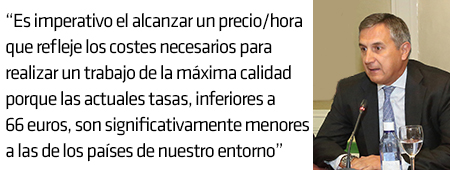 “Es imperativo el alcanzar un precio/hora
que refleje los costes necesarios para
realizar un trabajo de la máxima calidad
porque las actuales tasas, inferiores a
66 euros, son significativamente menores
a las de los países de nuestro entorno”